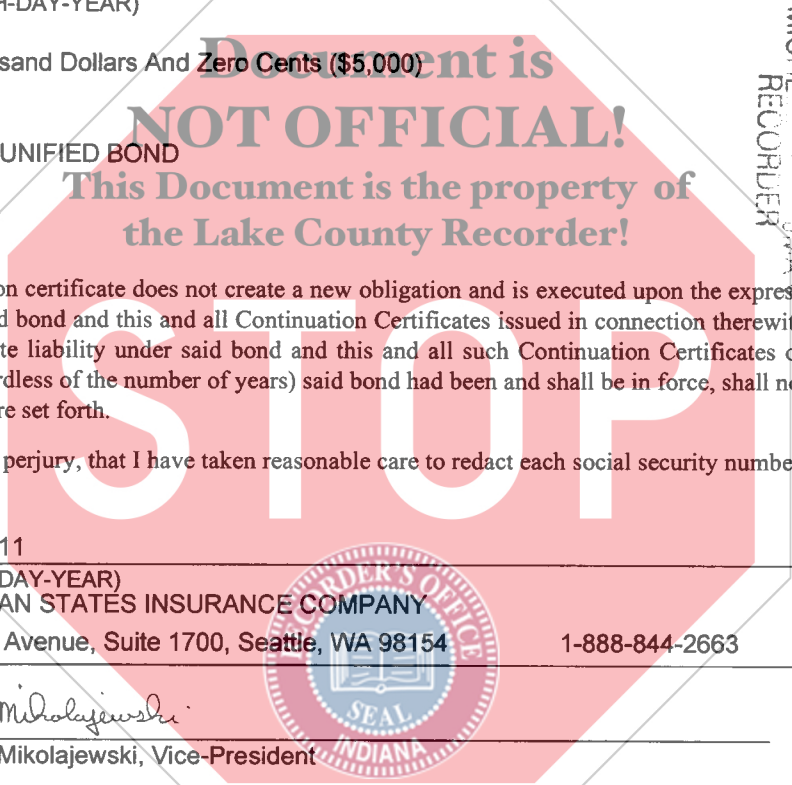 H-DAY-YEAR)
sand Dollars And Zero Cents ($5,000)
Document is
NOT OFFICIAL!
UNIFIED BOND
This Document is the property of
the Lake County Recorder!
on certificate does not create a new obligation and is executed upon the expres
d bond and this and all Continuation Certificates issued in connection therewit
te liability under said bond and this and all such Continuation Certificates o
rdless of the number of years) said bond had been and shall be in force, shall no
re set forth.
perjury, that I have taken reasonable care to redact each social security numbe
STOP
11
DAY-YEAR)
AN STATES INSURANCE COMPANY
Avenue, Suite 1700, Seattle, WA 98154 1-888-844-2663
Mikolajewski
Mikolajewski, Vice-President
RECORDER'S OFFICE
SEAL
INDIANA
RECORDER